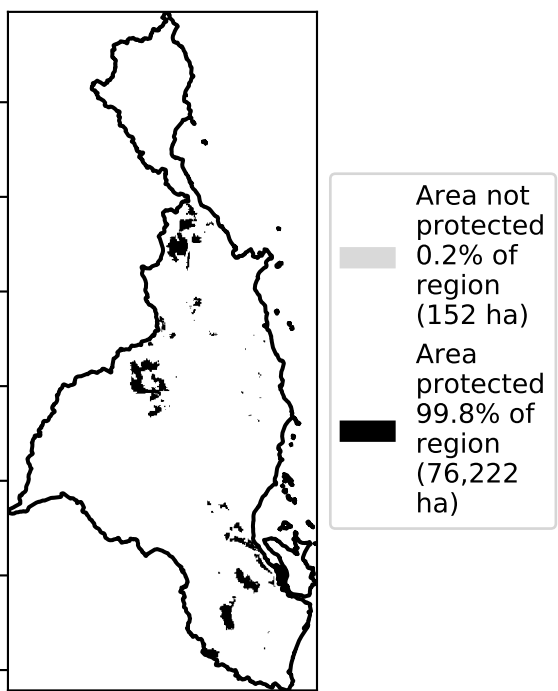 Area not
protected
0.2% of
region
(152 ha)
Area
protected
99.8% of
region
(76,222
ha)